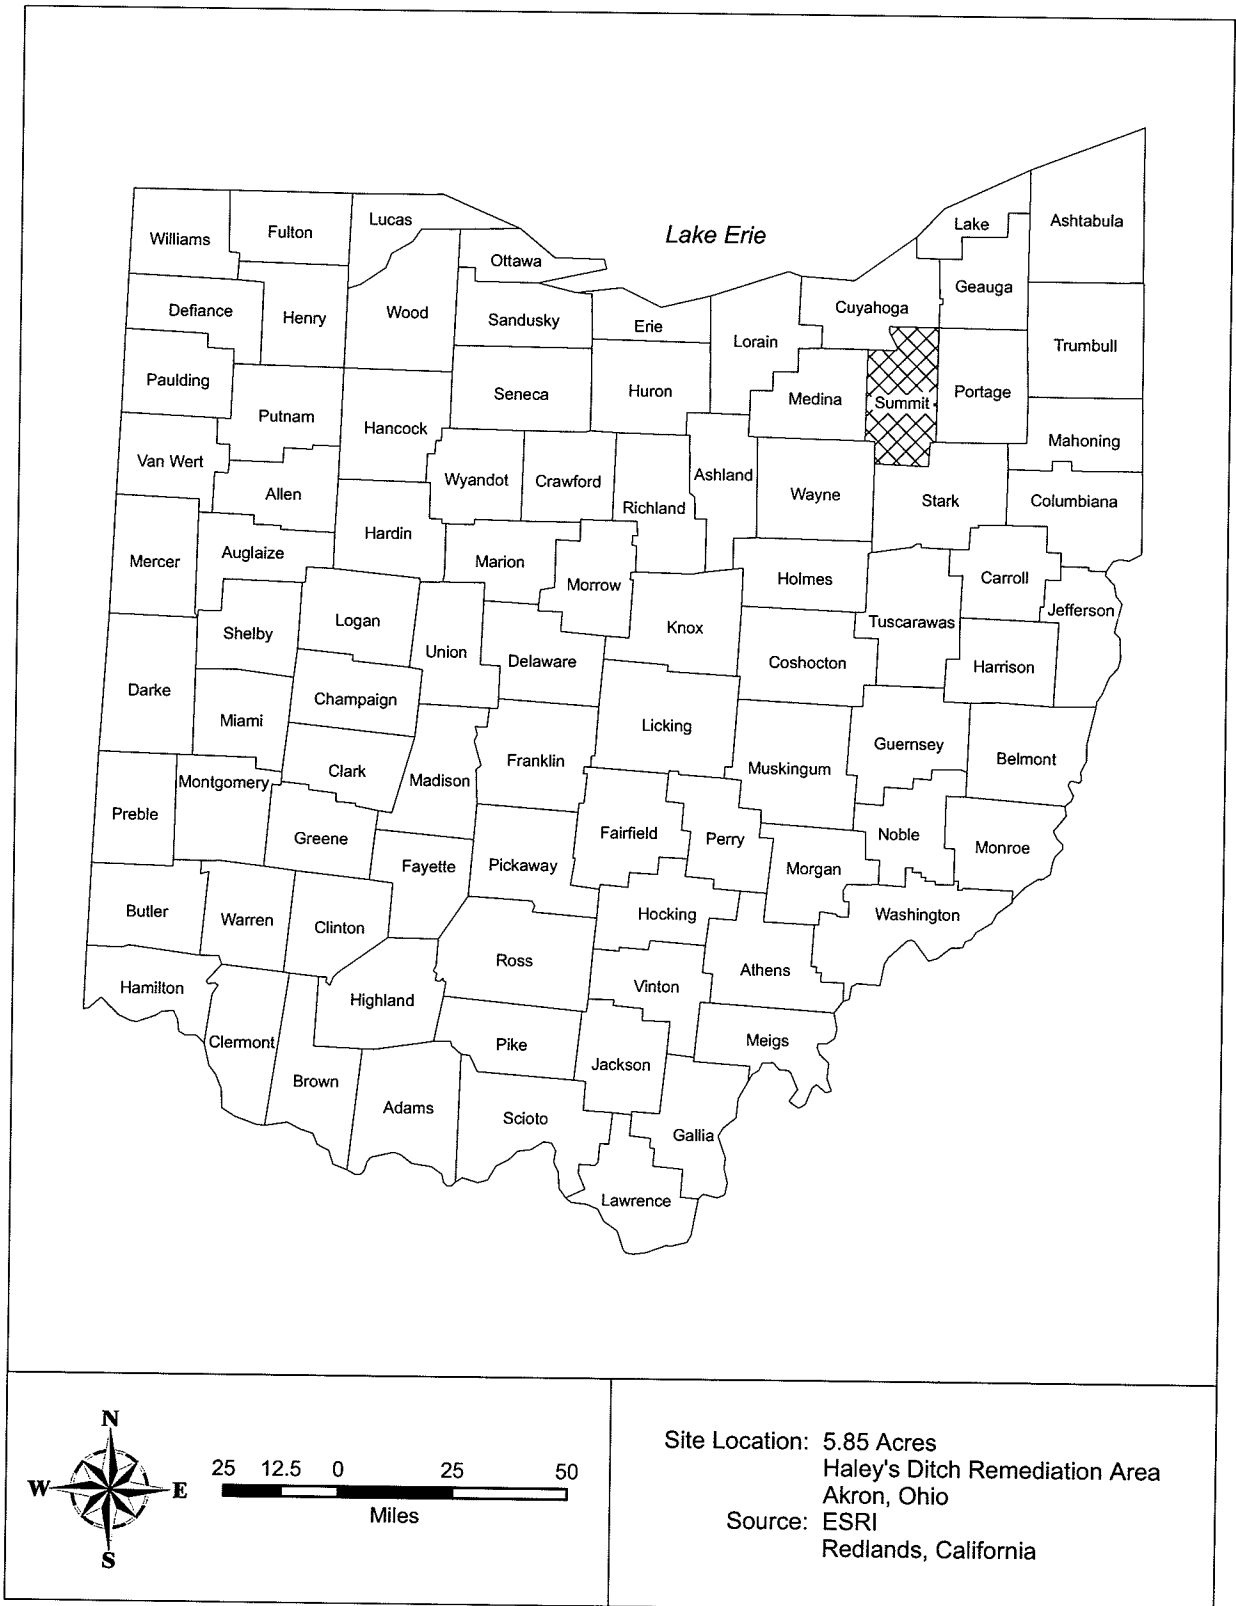 Lake Erie
Williams
Fulton
Lucas
Ottawa
Lake
Ashtabula
Defiance
Henry
Wood
Sandusky
Erie
Lorain
Cuyahoga
Geauga
Trumbull
Paulding
Putnam
Hancock
Seneca
Huron
Medina
Summit
Portage
Mahoning
Van Wert
Allen
Wyandot
Crawford
Richland
Ashland
Wayne
Stark
Columbiana
Mercer
Auglaize
Hardin
Marion
Morrow
Holmes
Carroll
Jefferson
Shelby
Logan
Union
Delaware
Knox
Coshocton
Tuscarawas
Harrison
Darke
Miami
Champaign
Clark
Madison
Franklin
Licking
Muskingum
Guernsey
Belmont
Preble
Montgomery
Greene
Fayette
Pickaway
Fairfield
Perry
Morgan
Noble
Monroe
Butler
Warren
Clinton
Ross
Hocking
Athens
Washington
Hamilton
Clermont
Highland
Pike
Vinton
Meigs
Brown
Adams
Scioto
Jackson
Gallia
Lawrence
N
W E
S
25 12.5 0 25 50
Miles
Site Location: 5.85 Acres
Haley's Ditch Remediation Area
Akron, Ohio
Source: ESRI
Redlands, California